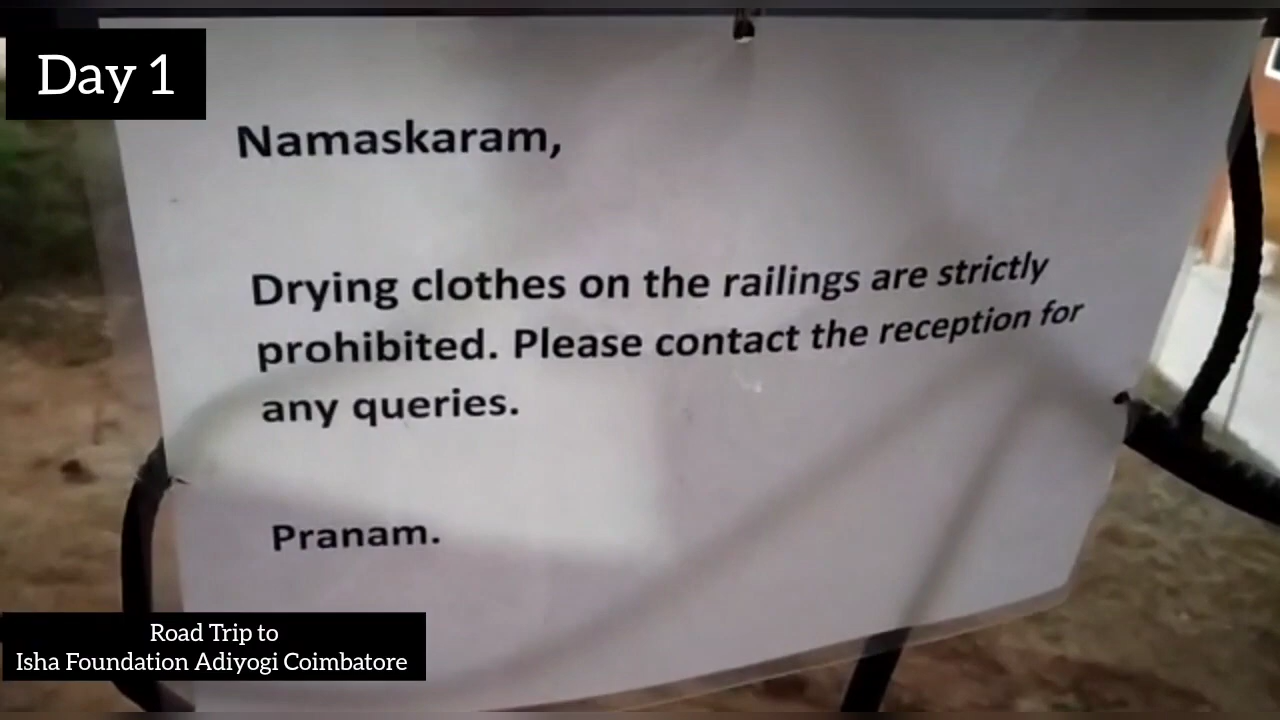 Day 1
Namaskaram,
Drying clothes on the railings are strictly
prohibited. Please contact the reception for
any queries.
Pranam.
Road Trip to
Isha Foundation Adiyogi Coimbatore